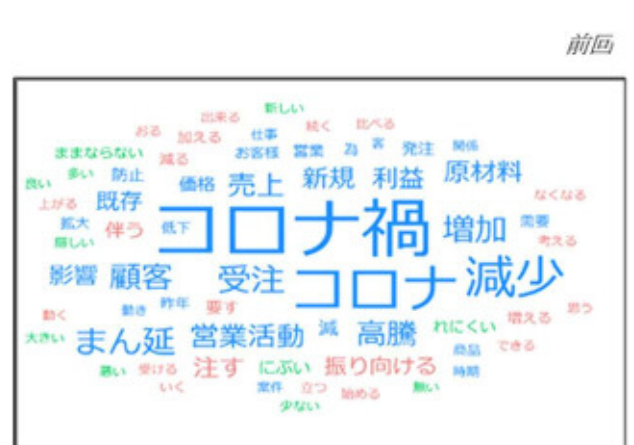 前回
新しい
出来る
おる 加える 仕事 続く 比べる
ままならない 減る お客様 営業 為 客 発注 関係
良い 多い 防止 価格 売上 新規 利益 原材料
上がる 既存 なくなる
拡大 伴う 低下 コロナ禍 増加 需要
厳しい 考える
影響 顧客 受注 コロナ 減少
動く 動き 昨年 要す 増える 思う
大きい まん延 営業活動 減 高騰 れにくい できる
悪い 受ける 注す にぶい 振り向ける 商品 時期
いく 案件 立つ 始める 無い
少ない